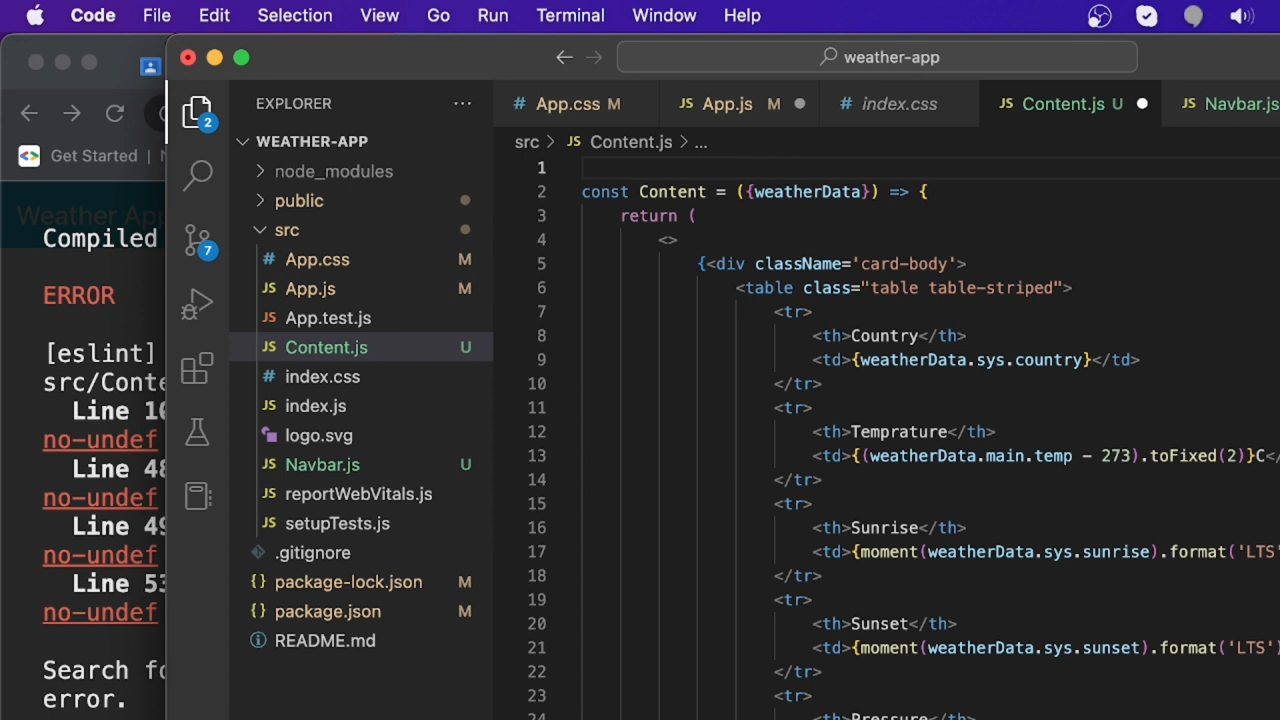 Code File Edit Selection View Go Run Terminal Window Help
weather-app
Get Started
Weather App
Compiled
ERROR
[eslint]
src/Conte
Line 10
no-undef
Line 48
no-undef
Line 49
no-undef
Line 53
no-undef
Search fo
error.
2
7
EXPLORER ...
WEATHER-APP
node_modules
public
src
# App.css M
JS App.js M
JS App.test.js
JS Content.js U
# index.css
JS index.js
logo.svg
JS Navbar.js U
JS reportWebVitals.js
JS setupTests.js
.gitignore
{} package-lock.json M
{} package.json M
README.md
# App.css M JS App.js M # index.css JS Content.js U JS Navbar.js
src > JS Content.js > ...
1
2 const Content = ({weatherData}) => {
3 return (
4 <>
5 {<div className='card-body'>
6 <table class="table table-striped">
7 <tr>
8 <th>Country</th>
9 <td>{weatherData.sys.country}</td>
10 </tr>
11 <tr>
12 <th>Temprature</th>
13 <td>{(weatherData.main.temp - 273).toFixed(2)}C</
14 </tr>
15 <tr>
16 <th>Sunrise</th>
17 <td>{moment(weatherData.sys.sunrise).format('LTS'
18 </tr>
19 <tr>
20 <th>Sunset</th>
21 <td>{moment(weatherData.sys.sunset).format('LTS')
22 </tr>
23 <tr>
24 <th>Pressure</th>